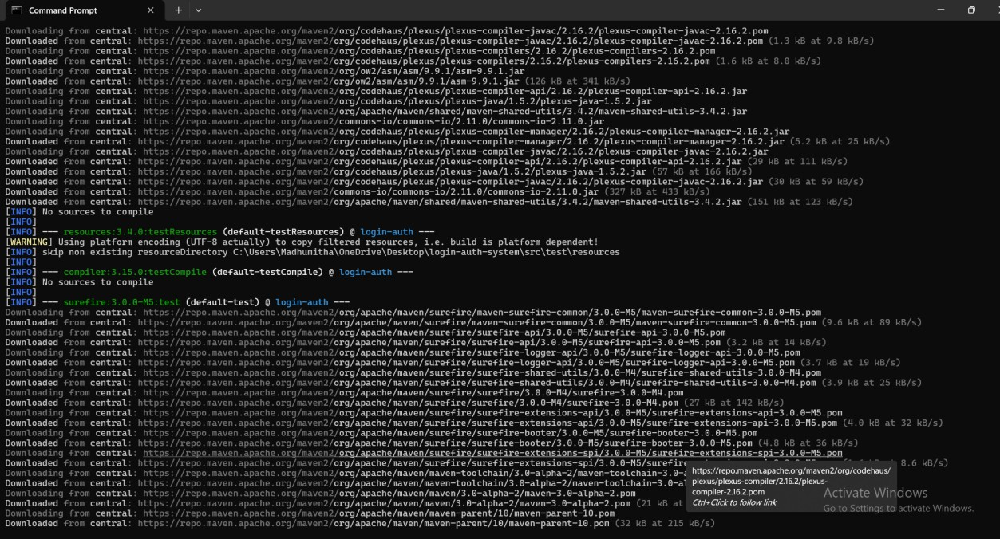 Command Prompt
Downloading from central: https://repo.maven.apache.org/maven2/org/codehaus/plexus/plexus-compiler-javac/2.16.2/plexus-compiler-javac-2.16.2.pom
Downloaded from central: https://repo.maven.apache.org/maven2/org/codehaus/plexus/plexus-compiler-javac/2.16.2/plexus-compiler-javac-2.16.2.pom (1.3 kB at 9.8 kB/s)
Downloading from central: https://repo.maven.apache.org/maven2/org/codehaus/plexus/plexus-compilers/2.16.2/plexus-compilers-2.16.2.pom
Downloaded from central: https://repo.maven.apache.org/maven2/org/codehaus/plexus/plexus-compilers/2.16.2/plexus-compilers-2.16.2.pom (1.6 kB at 8.0 kB/s)
Downloading from central: https://repo.maven.apache.org/maven2/org/ow2/asm/asm/9.9.1/asm-9.9.1.jar
Downloaded from central: https://repo.maven.apache.org/maven2/org/ow2/asm/asm/9.9.1/asm-9.9.1.jar (126 kB at 341 kB/s)
Downloading from central: https://repo.maven.apache.org/maven2/org/codehaus/plexus/plexus-compiler-api/2.16.2/plexus-compiler-api-2.16.2.jar
Downloading from central: https://repo.maven.apache.org/maven2/org/codehaus/plexus/plexus-java/1.5.2/plexus-java-1.5.2.jar
Downloading from central: https://repo.maven.apache.org/maven2/org/apache/maven/shared/maven-shared-utils/3.4.2/maven-shared-utils-3.4.2.jar
Downloading from central: https://repo.maven.apache.org/maven2/commons-io/commons-io/2.11.0/commons-io-2.11.0.jar
Downloading from central: https://repo.maven.apache.org/maven2/org/codehaus/plexus/plexus-compiler-manager/2.16.2/plexus-compiler-manager-2.16.2.jar
Downloaded from central: https://repo.maven.apache.org/maven2/org/codehaus/plexus/plexus-compiler-manager/2.16.2/plexus-compiler-manager-2.16.2.jar (5.2 kB at 25 kB/s)
Downloading from central: https://repo.maven.apache.org/maven2/org/codehaus/plexus/plexus-compiler-javac/2.16.2/plexus-compiler-javac-2.16.2.jar
Downloaded from central: https://repo.maven.apache.org/maven2/org/codehaus/plexus/plexus-compiler-api/2.16.2/plexus-compiler-api-2.16.2.jar (29 kB at 111 kB/s)
Downloaded from central: https://repo.maven.apache.org/maven2/org/codehaus/plexus/plexus-java/1.5.2/plexus-java-1.5.2.jar (57 kB at 166 kB/s)
Downloaded from central: https://repo.maven.apache.org/maven2/org/codehaus/plexus/plexus-compiler-javac/2.16.2/plexus-compiler-javac-2.16.2.jar (30 kB at 59 kB/s)
Downloaded from central: https://repo.maven.apache.org/maven2/commons-io/commons-io/2.11.0/commons-io-2.11.0.jar (327 kB at 433 kB/s)
Downloaded from central: https://repo.maven.apache.org/maven2/org/apache/maven/shared/maven-shared-utils/3.4.2/maven-shared-utils-3.4.2.jar (151 kB at 123 kB/s)
[INFO] No sources to compile
[INFO]
[INFO] --- resources:3.4.0:testResources (default-testResources) @ login-auth ---
[WARNING] Using platform encoding (UTF-8 actually) to copy filtered resources, i.e. build is platform dependent!
[INFO] skip non existing resourceDirectory C:\Users\Madhumitha\OneDrive\Desktop\login-auth-system\src\test\resources
[INFO]
[INFO] --- compiler:3.15.0:testCompile (default-testCompile) @ login-auth ---
[INFO] No sources to compile
[INFO]
[INFO] --- surefire:3.0.0-M5:test (default-test) @ login-auth ---
Downloading from central: https://repo.maven.apache.org/maven2/org/apache/maven/surefire/maven-surefire-common/3.0.0-M5/maven-surefire-common-3.0.0-M5.pom
Downloaded from central: https://repo.maven.apache.org/maven2/org/apache/maven/surefire/maven-surefire-common/3.0.0-M5/maven-surefire-common-3.0.0-M5.pom (9.6 kB at 89 kB/s)
Downloading from central: https://repo.maven.apache.org/maven2/org/apache/maven/surefire/surefire-api/3.0.0-M5/surefire-api-3.0.0-M5.pom
Downloaded from central: https://repo.maven.apache.org/maven2/org/apache/maven/surefire/surefire-api/3.0.0-M5/surefire-api-3.0.0-M5.pom (3.2 kB at 14 kB/s)
Downloading from central: https://repo.maven.apache.org/maven2/org/apache/maven/surefire/surefire-logger-api/3.0.0-M5/surefire-logger-api-3.0.0-M5.pom
Downloaded from central: https://repo.maven.apache.org/maven2/org/apache/maven/surefire/surefire-logger-api/3.0.0-M5/surefire-logger-api-3.0.0-M5.pom (3.7 kB at 19 kB/s)
Downloading from central: https://repo.maven.apache.org/maven2/org/apache/maven/surefire/surefire-shared-utils/3.0.0-M4/surefire-shared-utils-3.0.0-M4.pom
Downloaded from central: https://repo.maven.apache.org/maven2/org/apache/maven/surefire/surefire-shared-utils/3.0.0-M4/surefire-shared-utils-3.0.0-M4.pom (3.9 kB at 25 kB/s)
Downloading from central: https://repo.maven.apache.org/maven2/org/apache/maven/surefire/surefire/3.0.0-M4/surefire-3.0.0-M4.pom
Downloaded from central: https://repo.maven.apache.org/maven2/org/apache/maven/surefire/surefire/3.0.0-M4/surefire-3.0.0-M4.pom (27 kB at 142 kB/s)
Downloading from central: https://repo.maven.apache.org/maven2/org/apache/maven/surefire/surefire-extensions-api/3.0.0-M5/surefire-extensions-api-3.0.0-M5.pom
Downloaded from central: https://repo.maven.apache.org/maven2/org/apache/maven/surefire/surefire-extensions-api/3.0.0-M5/surefire-extensions-api-3.0.0-M5.pom (4.0 kB at 32 kB/s)
Downloading from central: https://repo.maven.apache.org/maven2/org/apache/maven/surefire/surefire-booter/3.0.0-M5/surefire-booter-3.0.0-M5.pom
Downloaded from central: https://repo.maven.apache.org/maven2/org/apache/maven/surefire/surefire-booter/3.0.0-M5/surefire-booter-3.0.0-M5.pom (4.8 kB at 36 kB/s)
Downloading from central: https://repo.maven.apache.org/maven2/org/apache/maven/surefire/surefire-extensions-spi/3.0.0-M5/surefire-extensions-spi-3.0.0-M5.pom
Downloaded from central: https://repo.maven.apache.org/maven2/org/apache/maven/surefire/surefire-extensions-spi/3.0.0-M5/surefire 8.6 kB/s)
Downloading from central: https://repo.maven.apache.org/maven2/org/apache/maven/maven-toolchain/3.0-alpha-2/maven-toolchain-3.0-a
Downloaded from central: https://repo.maven.apache.org/maven2/org/apache/maven/maven-toolchain/3.0-alpha-2/maven-toolchain-3.0-al
Downloading from central: https://repo.maven.apache.org/maven2/org/apache/maven/maven/3.0-alpha-2/maven-3.0-alpha-2.pom
Downloaded from central: https://repo.maven.apache.org/maven2/org/apache/maven/maven/3.0-alpha-2/maven-3.0-alpha-2.pom (21 kB at
Downloading from central: https://repo.maven.apache.org/maven2/org/apache/maven/maven-parent/10/maven-parent-10.pom
Downloaded from central: https://repo.maven.apache.org/maven2/org/apache/maven/maven-parent/10/maven-parent-10.pom (32 kB at 215 kB/s)
https://repo.maven.apache.org/maven2/org/codehaus/
plexus/plexus-compiler/2.16.2/plexus-
compiler-2.16.2.pom
Ctrl+Click to follow link
Activate Windows
Go to Settings to activate Windows.